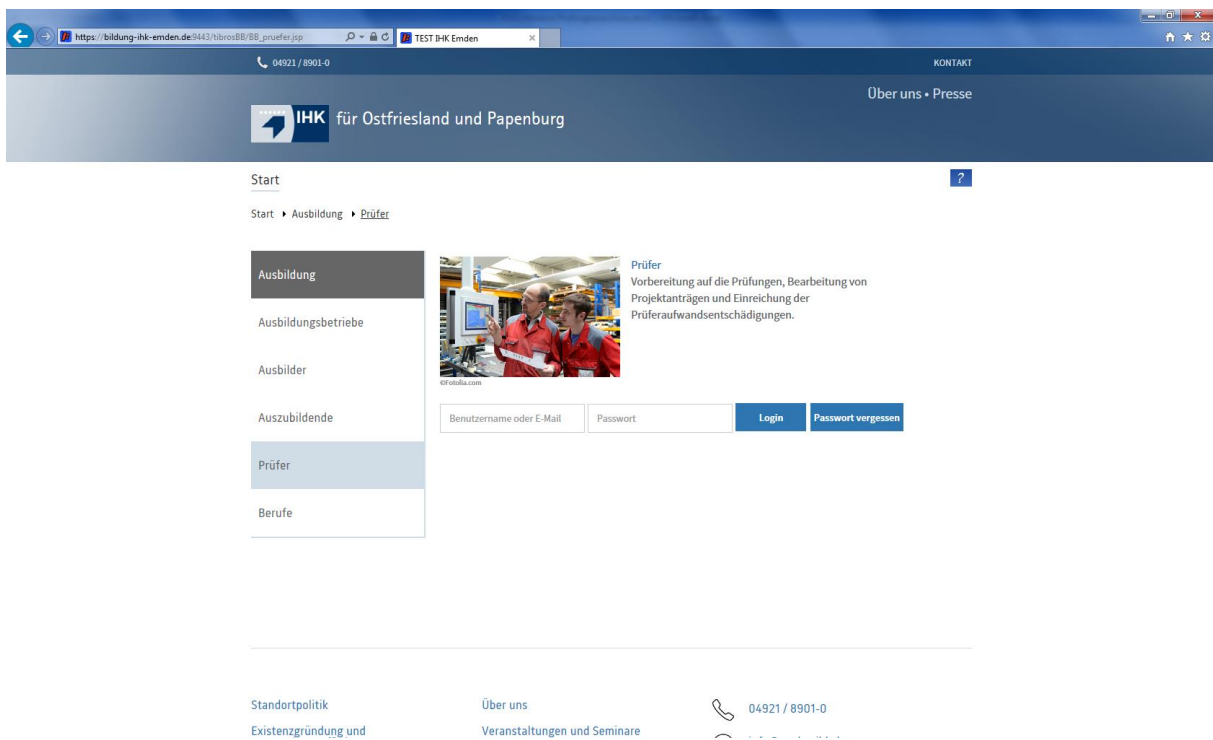 https://bildung-ihk-emden.de:9443/tibrosBB/BB_pruefer.jsp
TEST IHK Emden
04921 / 8901-0
KONTAKT
Über uns • Presse
IHK für Ostfriesland und Papenburg
Start
?
Start ▸ Ausbildung ▸ Prüfer
Ausbildung
Ausbildungsbetriebe
Ausbilder
Auszubildende
Prüfer
Berufe
©Fotolia.com
Prüfer
Vorbereitung auf die Prüfungen, Bearbeitung von
Projektanträgen und Einreichung der
Prüferaufwandsentschädigungen.
Benutzername oder E-Mail
Passwort
Login
Passwort vergessen
Standortpolitik
Existenzgründung und
Über uns
Veranstaltungen und Seminare
04921 / 8901-0